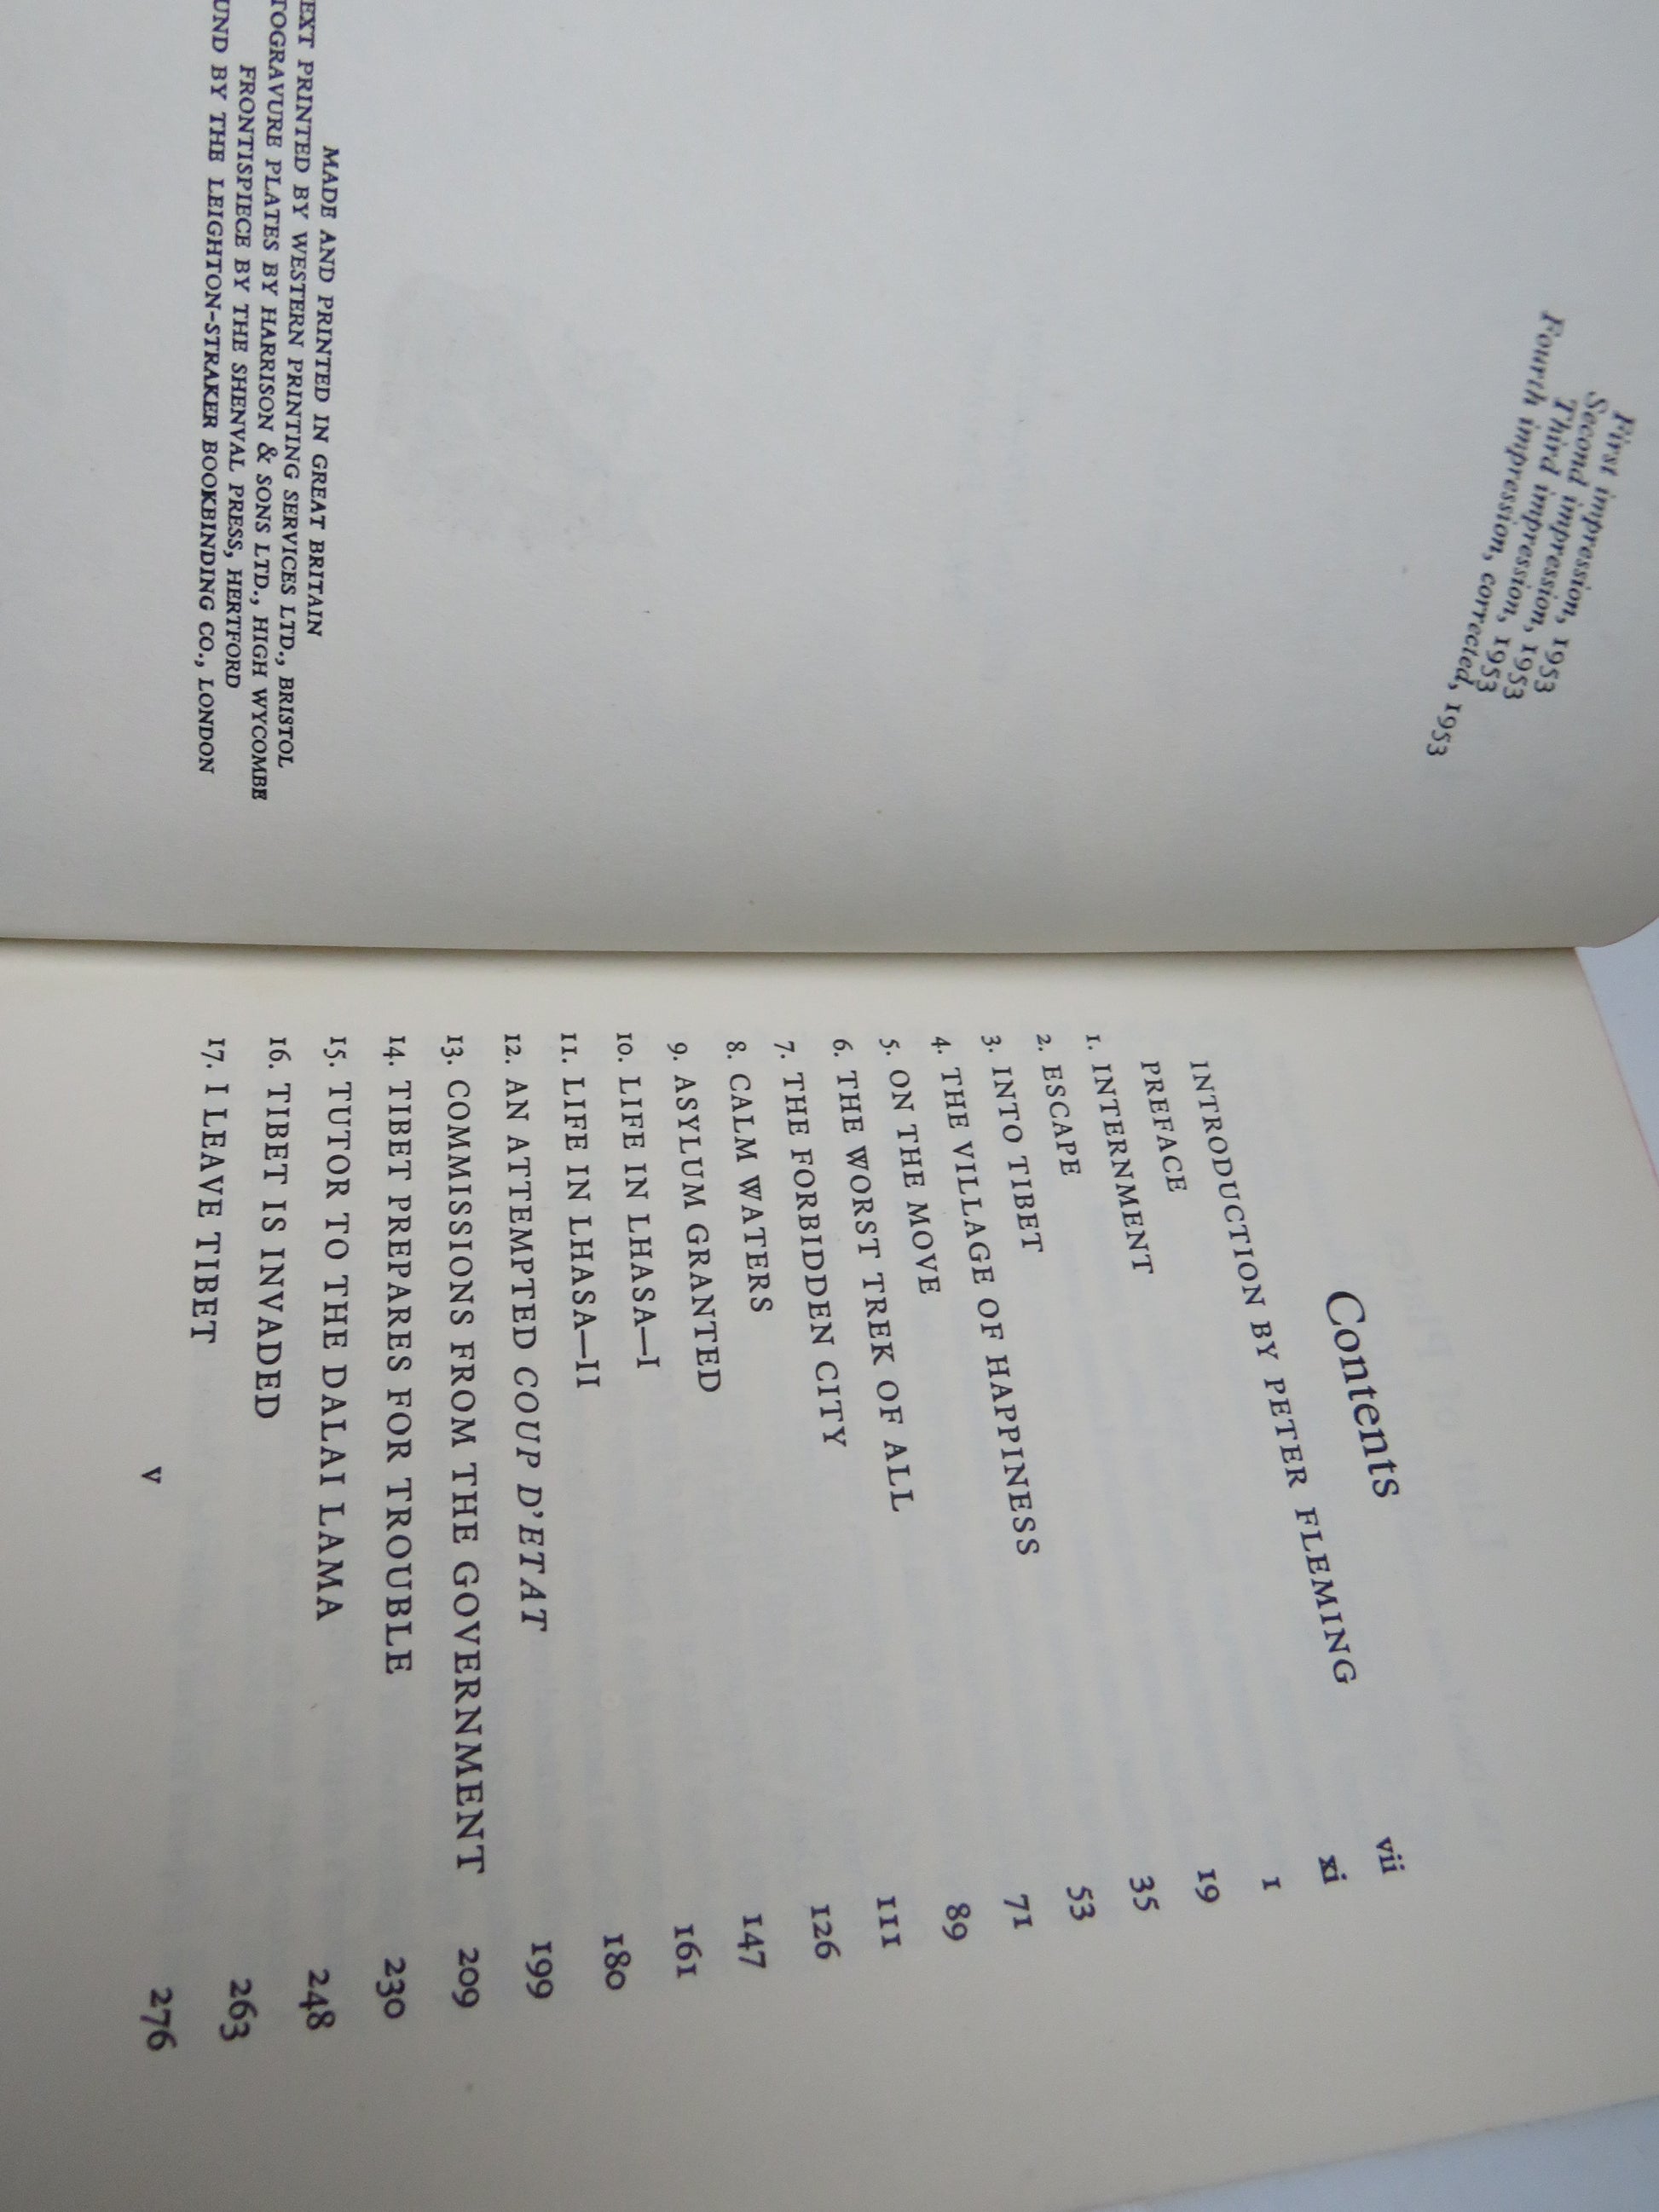 First impression, 1953
Second impression, 1953
Third impression, 1953
Fourth impression, corrected, 1953
MADE AND PRINTED IN GREAT BRITAIN
PRINTED BY WESTERN PRINTING SERVICES LTD., BRISTOL
PLATES BY HARRISON & SONS LTD., HIGH WYCOMBE
FRONTISPIECE BY THE SHENVAL PRESS, HERTFORD
BY THE LEIGHTON-STRAKER BOOKBINDING CO., LONDON
Contents
INTRODUCTION BY PETER FLEMING vii
PREFACE xi
1. INTERNMENT 1
2. ESCAPE 19
3. INTO TIBET 35
4. THE VILLAGE OF HAPPINESS 53
5. ON THE MOVE 71
6. THE WORST TREK OF ALL 89
7. THE FORBIDDEN CITY 111
8. CALM WATERS 126
9. ASYLUM GRANTED 147
10. LIFE IN LHASA—I 161
11. LIFE IN LHASA—II 180
12. AN ATTEMPTED COUP D'ETAT 199
13. COMMISSIONS FROM THE GOVERNMENT 209
14. TIBET PREPARES FOR TROUBLE 230
15. TUTOR TO THE DALAI LAMA 248
16. TIBET IS INVADED 263
17. I LEAVE TIBET 276
v